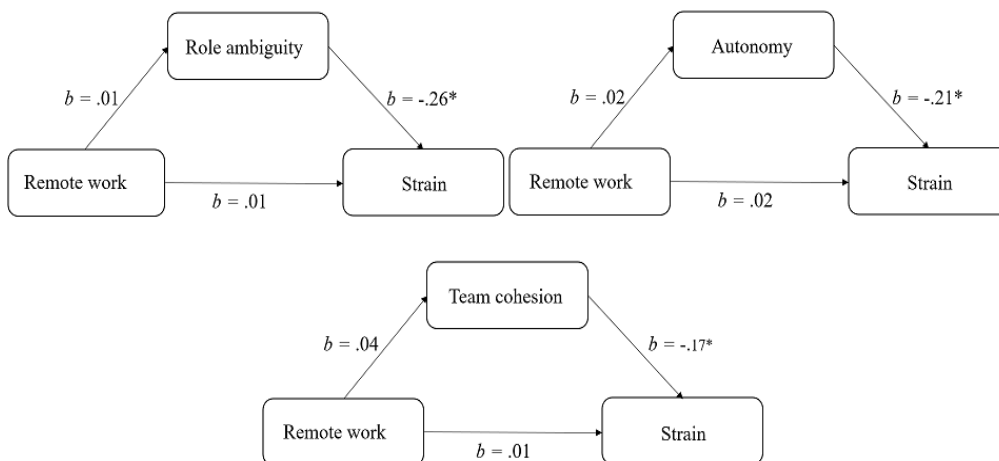 Role ambiguity
b = .01
b = -.26*
Remote work
Strain
b = .01
Autonomy
b = .02
b = -.21*
Remote work
Strain
b = .02
Team cohesion
b = .04
b = -.17*
Remote work
Strain
b = .01